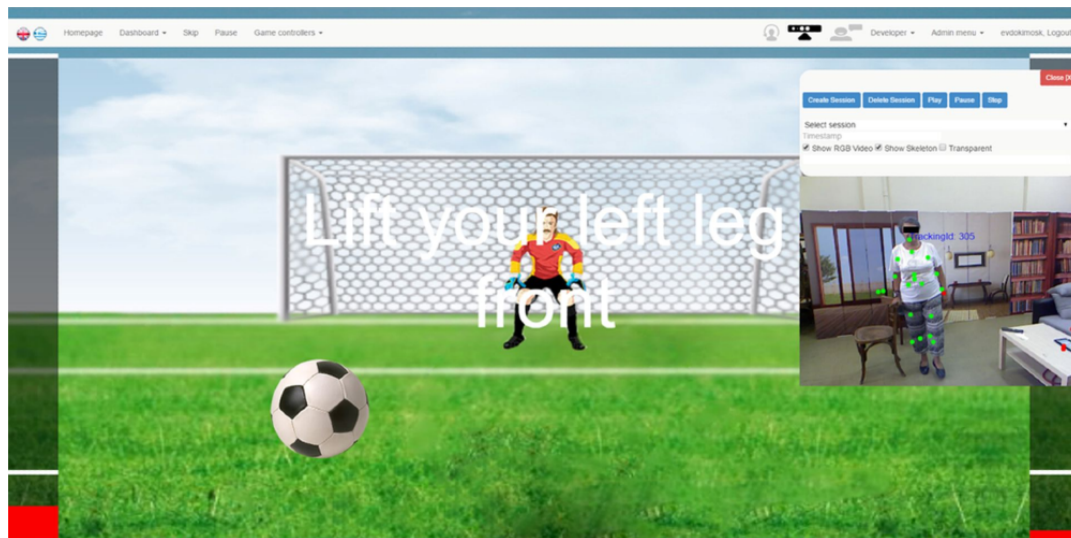 Homepage Dashboard Skip Pause Game controllers Developer Admin menu evdokimosk, Logout
Close [X
Create Session Delete Session Play Pause Stop
Select session
Timestamp
Show RGB Video Show Skeleton Transparent
TrackingId: 305
Lift your left leg
front